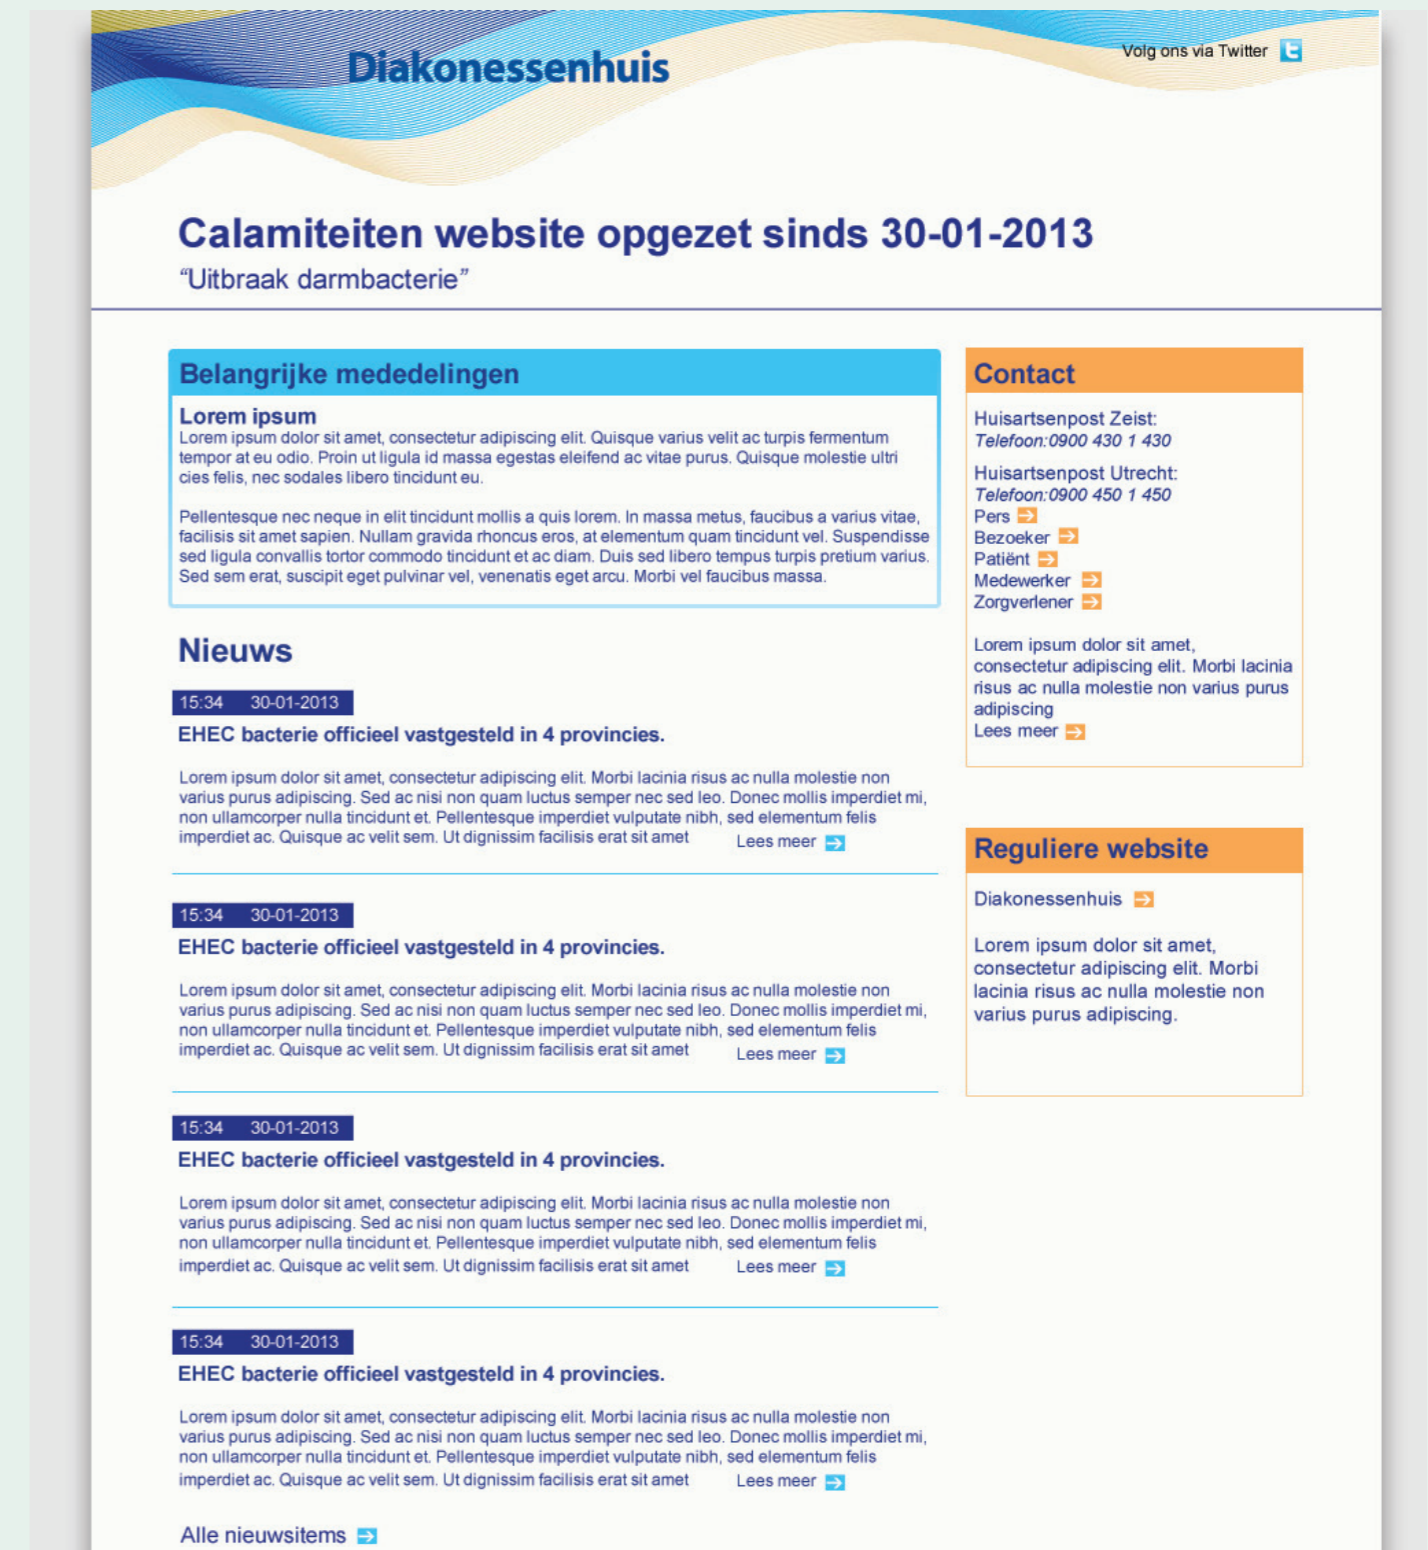 Diakonessenhuis
Volg ons via Twitter
Calamiteiten website opgezet sinds 30-01-2013
“Uitbraak darmbacterie”
Belangrijke mededelingen
Lorem ipsum
Lorem ipsum dolor sit amet, consectetur adipiscing elit. Quisque varius velit ac turpis fermentum
tempor at eu odio. Proin ut ligula id massa egestas eleifend ac vitae purus. Quisque molestie ultri
cies felis, nec sodales libero tincidunt eu.
Pellentesque nec neque in elit tincidunt mollis a quis lorem. In massa metus, faucibus a varius vitae,
facilisis sit amet sapien. Nullam gravida rhoncus eros, at elementum quam tincidunt vel. Suspendisse
sed ligula convallis tortor commodo tincidunt et ac diam. Duis sed libero tempus turpis pretium varius.
Sed sem erat, suscipit eget pulvinar vel, venenatis eget arcu. Morbi vel faucibus massa.
Nieuws
15:34 30-01-2013
EHEC bacterie officieel vastgesteld in 4 provincies.
Lorem ipsum dolor sit amet, consectetur adipiscing elit. Morbi lacinia risus ac nulla molestie non
varius purus adipiscing. Sed ac nisi non quam luctus semper nec sed leo. Donec mollis imperdiet mi,
non ullamcorper nulla tincidunt et. Pellentesque imperdiet vulputate nibh, sed elementum felis
imperdiet ac. Quisque ac velit sem. Ut dignissim facilisis erat sit amet Lees meer
15:34 30-01-2013
EHEC bacterie officieel vastgesteld in 4 provincies.
Lorem ipsum dolor sit amet, consectetur adipiscing elit. Morbi lacinia risus ac nulla molestie non
varius purus adipiscing. Sed ac nisi non quam luctus semper nec sed leo. Donec mollis imperdiet mi,
non ullamcorper nulla tincidunt et. Pellentesque imperdiet vulputate nibh, sed elementum felis
imperdiet ac. Quisque ac velit sem. Ut dignissim facilisis erat sit amet Lees meer
15:34 30-01-2013
EHEC bacterie officieel vastgesteld in 4 provincies.
Lorem ipsum dolor sit amet, consectetur adipiscing elit. Morbi lacinia risus ac nulla molestie non
varius purus adipiscing. Sed ac nisi non quam luctus semper nec sed leo. Donec mollis imperdiet mi,
non ullamcorper nulla tincidunt et. Pellentesque imperdiet vulputate nibh, sed elementum felis
imperdiet ac. Quisque ac velit sem. Ut dignissim facilisis erat sit amet Lees meer
15:34 30-01-2013
EHEC bacterie officieel vastgesteld in 4 provincies.
Lorem ipsum dolor sit amet, consectetur adipiscing elit. Morbi lacinia risus ac nulla molestie non
varius purus adipiscing. Sed ac nisi non quam luctus semper nec sed leo. Donec mollis imperdiet mi,
non ullamcorper nulla tincidunt et. Pellentesque imperdiet vulputate nibh, sed elementum felis
imperdiet ac. Quisque ac velit sem. Ut dignissim facilisis erat sit amet Lees meer
Alle nieuwsitems
Contact
Huisartsenpost Zeist:
Telefoon:0900 430 1 430
Huisartsenpost Utrecht:
Telefoon:0900 450 1 450
Pers
Bezoeker
Patiënt
Medewerker
Zorgverlener
Lorem ipsum dolor sit amet,
consectetur adipiscing elit. Morbi lacinia
risus ac nulla molestie non varius purus
adipiscing
Lees meer
Reguliere website
Diakonessenhuis
Lorem ipsum dolor sit amet,
consectetur adipiscing elit. Morbi
lacinia risus ac nulla molestie non
varius purus adipiscing.